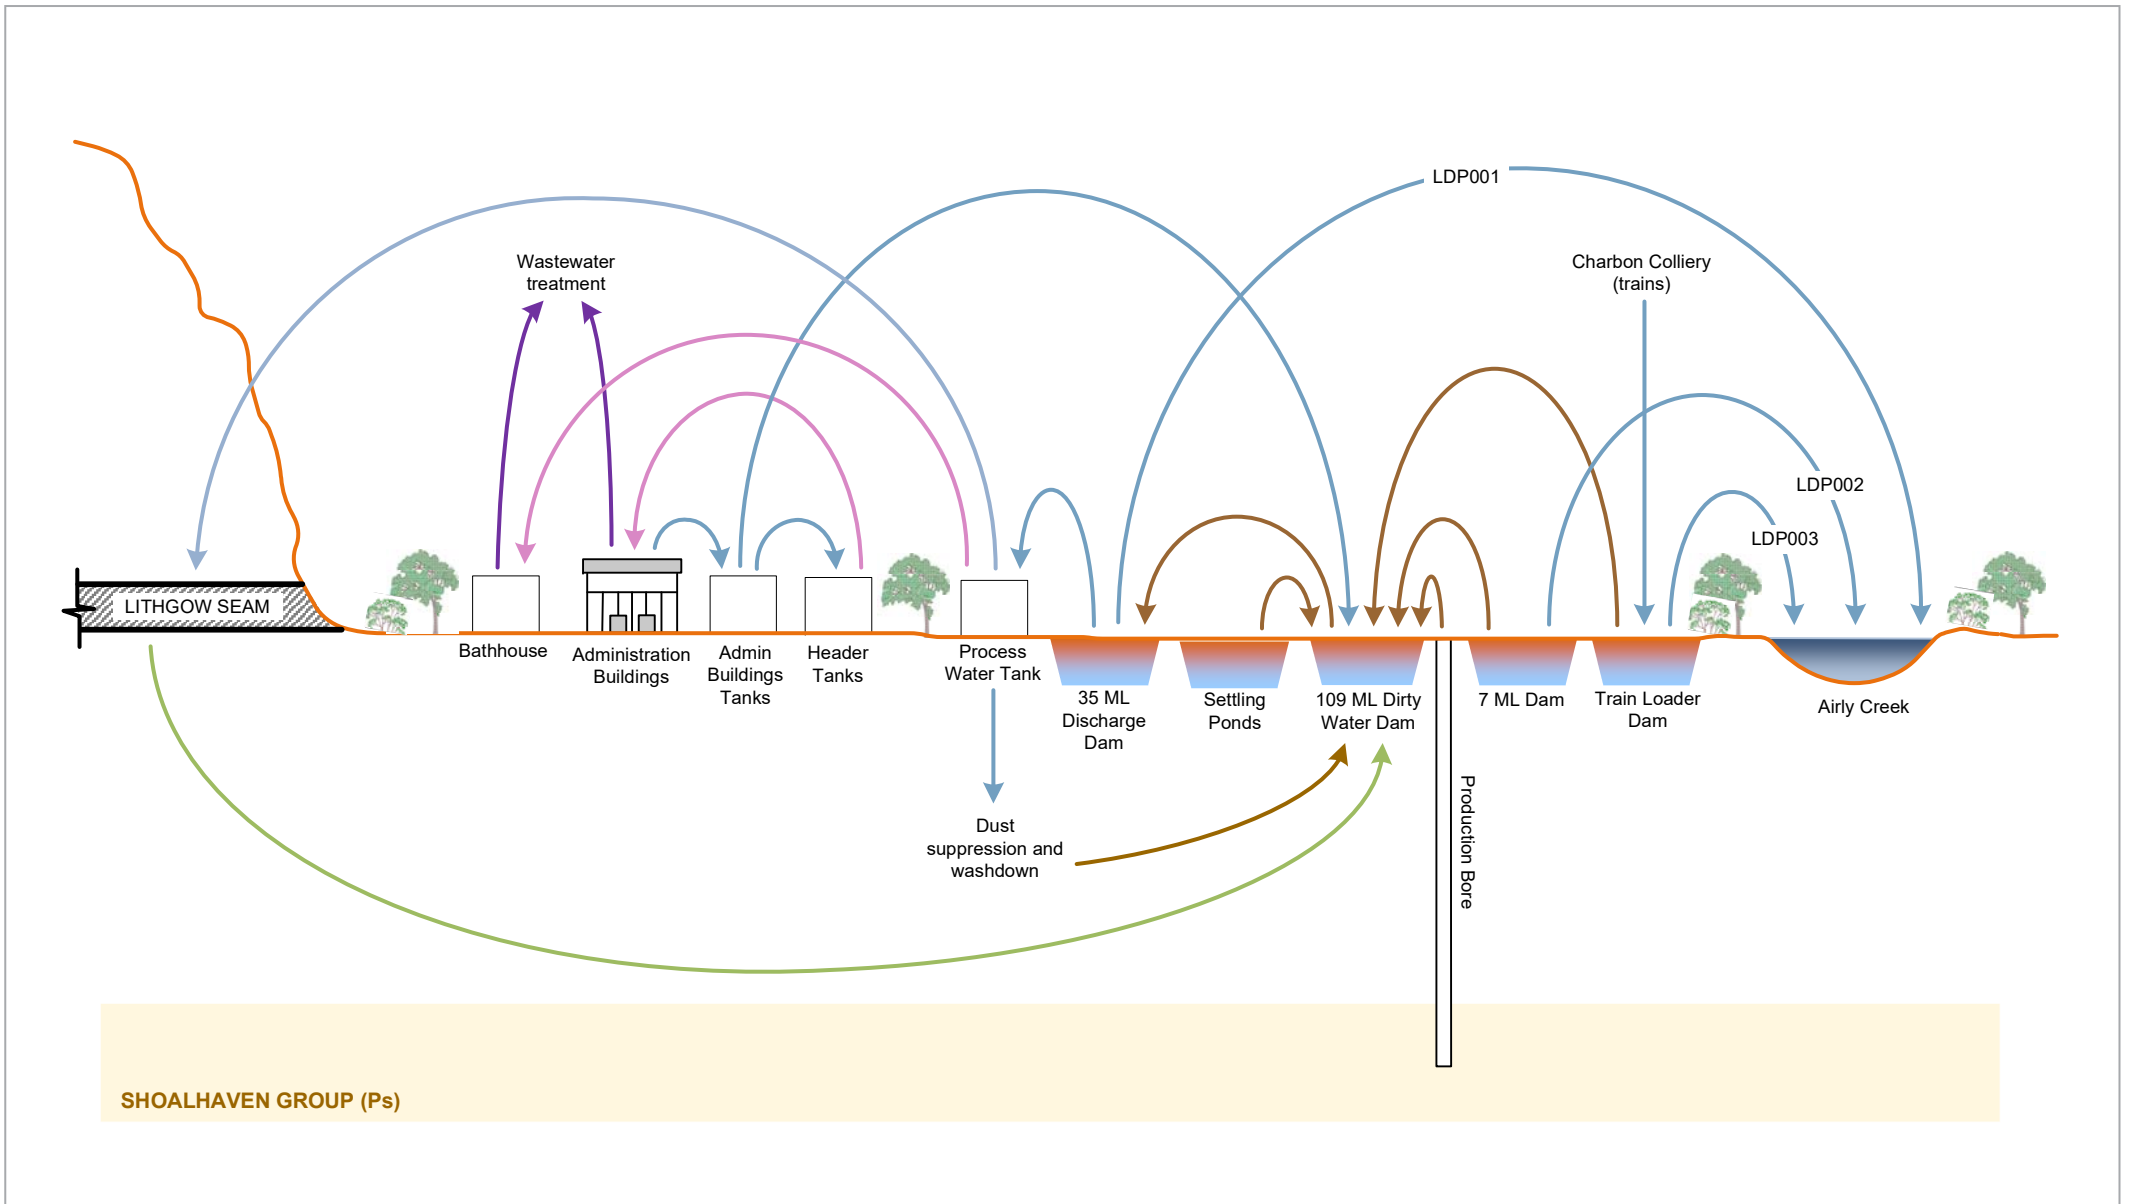 LDP001
Wastewater
treatment
Charbon Colliery
(trains)
LDP002
LDP003
LITHGOW SEAM
Bathhouse
Administration
Buildings
Admin
Buildings
Tanks
Header
Tanks
Process
Water Tank
35 ML
Discharge
Dam
Settling
Ponds
109 ML Dirty
Water Dam
7 ML Dam
Train Loader
Dam
Airly Creek
Production Bore
Dust
suppression and
washdown
SHOALHAVEN GROUP (Ps)